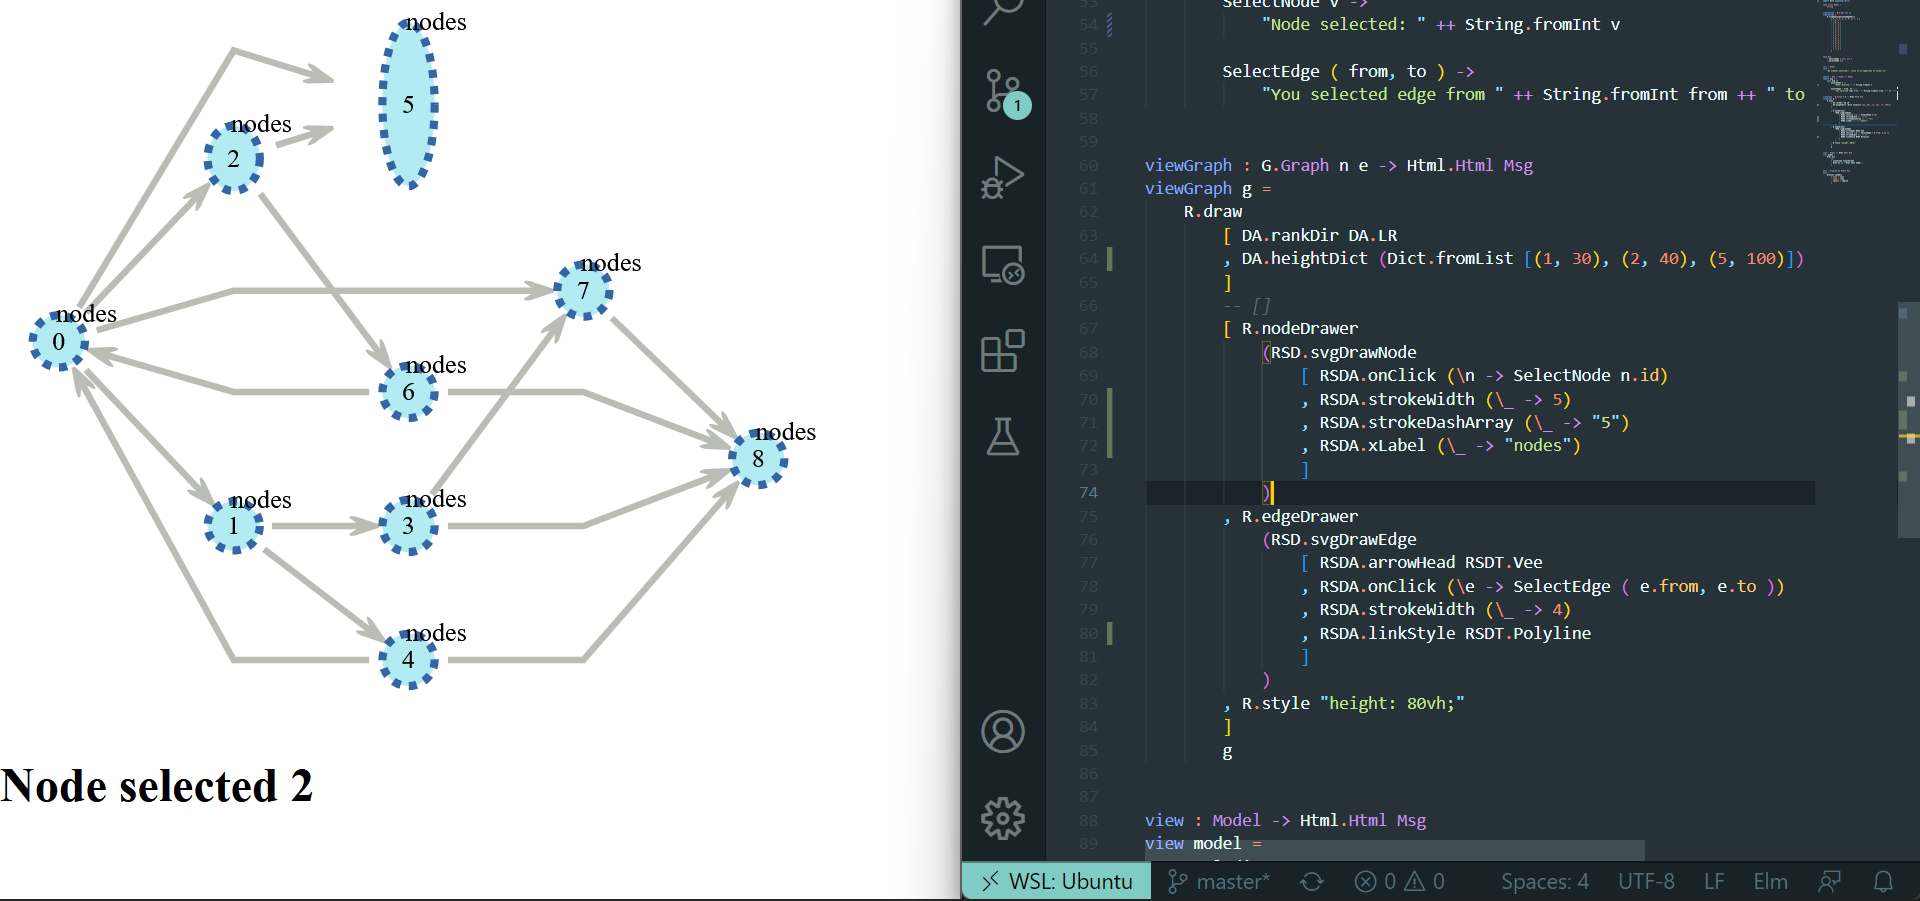 nodes
5
nodes
2
nodes
7
nodes
0
nodes
6
nodes
8
nodes
1
nodes
3
nodes
4
Node selected 2
1
53 SelectNode v ->
54 "Node selected: " ++ String.fromInt v
55
56 SelectEdge ( from, to ) ->
57 "You selected edge from " ++ String.fromInt from ++ " to
58
59
60 viewGraph : G.Graph n e -> Html.Html Msg
61 viewGraph g =
62 R.draw
63 [ DA.rankDir DA.LR
64 , DA.heightDict (Dict.fromList [(1, 30), (2, 40), (5, 100)])
65 ]
66 -- []
67 [ R.nodeDrawer
68 (RSD.svgDrawNode
69 [ RSDA.onClick (\n -> SelectNode n.id)
70 , RSDA.strokeWidth (\_ -> 5)
71 , RSDA.strokeDashArray (\_ -> "5")
72 , RSDA.xLabel (\_ -> "nodes")
73 ]
74 )
75 , R.edgeDrawer
76 (RSD.svgDrawEdge
77 [ RSDA.arrowHead RSDT.Vee
78 , RSDA.onClick (\e -> SelectEdge ( e.from, e.to ))
79 , RSDA.strokeWidth (\_ -> 4)
80 , RSDA.linkStyle RSDT.Polyline
81 ]
82 )
83 , R.style "height: 80vh;"
84 ]
85 g
86
87
88 view : Model -> Html.Html Msg
89 view model =
WSL: Ubuntu master* 0 0 Spaces: 4 UTF-8 LF Elm